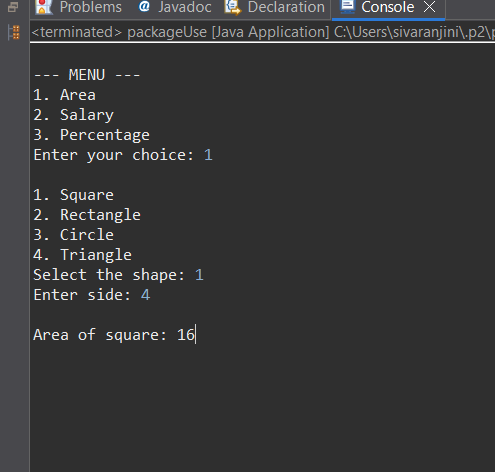 Problems @ Javadoc Declaration Console
<terminated> packageUse [Java Application] C:\Users\sivaranjini\.p2\
--- MENU ---
1. Area
2. Salary
3. Percentage
Enter your choice: 1
1. Square
2. Rectangle
3. Circle
4. Triangle
Select the shape: 1
Enter side: 4
Area of square: 16